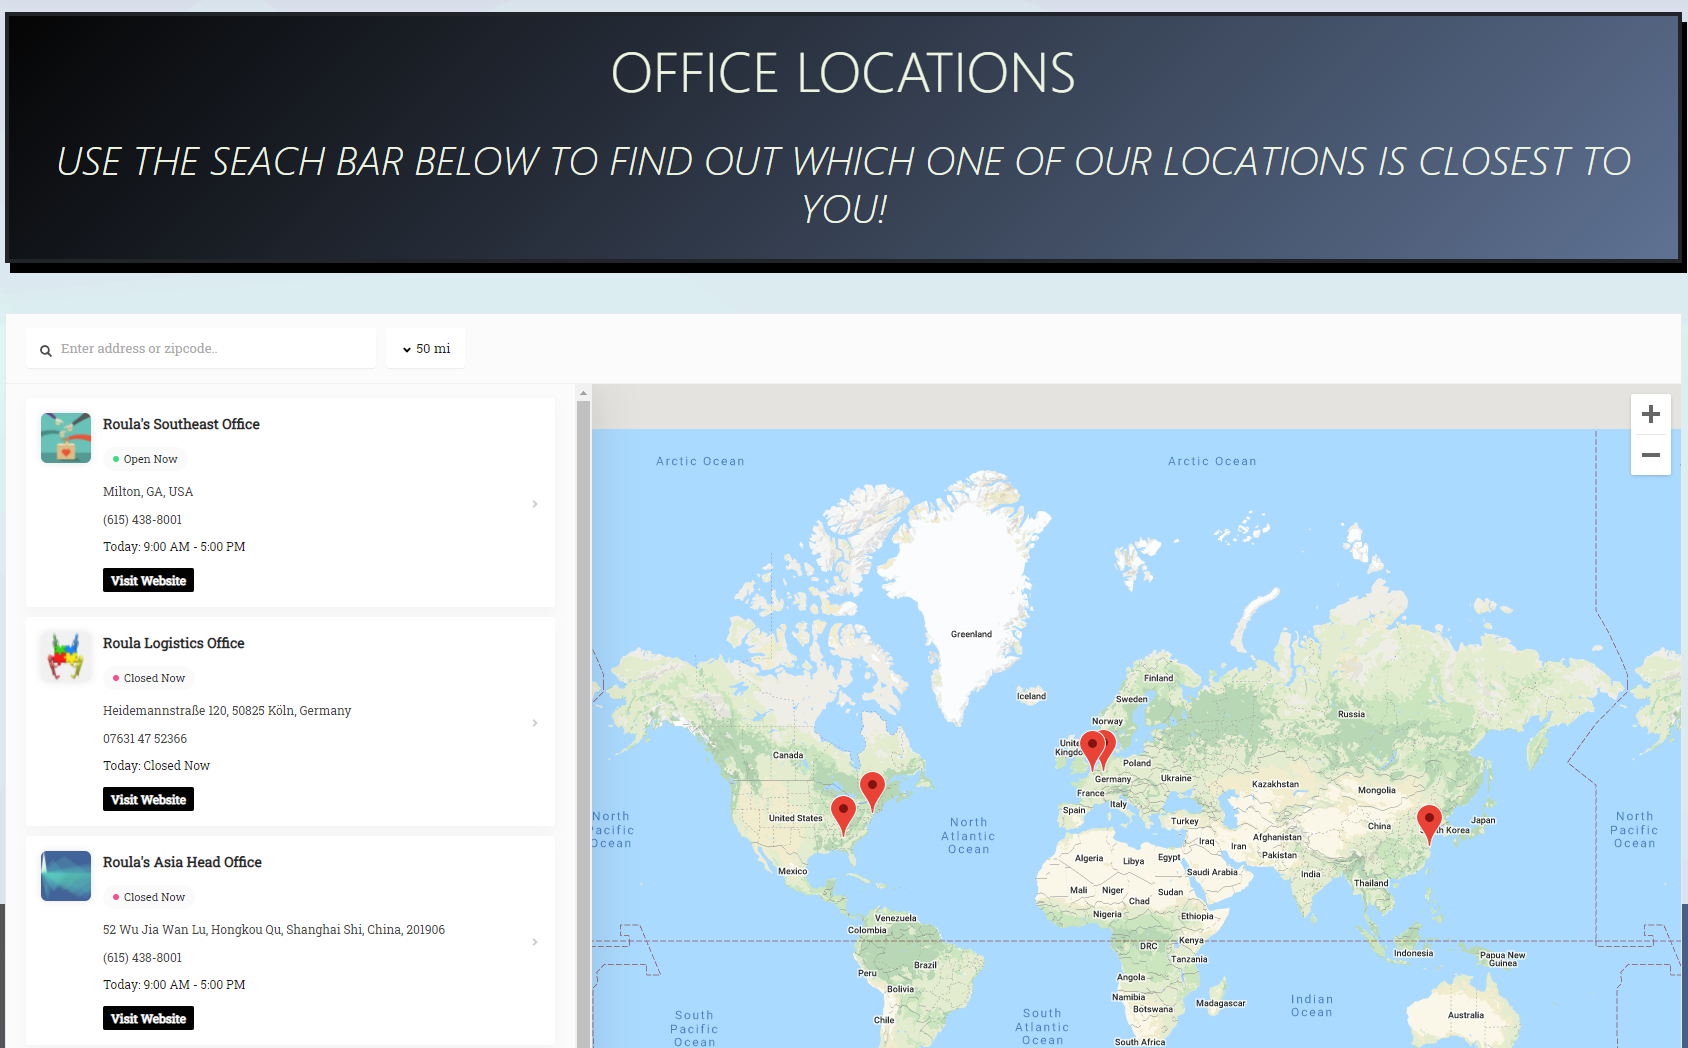 OFFICE LOCATIONS
USE THE SEACH BAR BELOW TO FIND OUT WHICH ONE OF OUR LOCATIONS IS CLOSEST TO
YOU!
Enter address or zipcode..
50 mi
Roula's Southeast Office
Open Now
Milton, GA, USA
(615) 438-8001
Today: 9:00 AM - 5:00 PM
Visit Website
Roula Logistics Office
Closed Now
Heidemannstraße 120, 50825 Köln, Germany
07631 47 52366
Today: Closed Now
Visit Website
Roula's Asia Head Office
Closed Now
52 Wu Jia Wan Lu, Hongkou Qu, Shanghai Shi, China, 201906
(615) 438-8001
Today: 9:00 AM - 5:00 PM
Visit Website
Arctic Ocean
Arctic Ocean
Greenland
Iceland
Finland
Sweden
Norway
Russia
Kingdo
Canada
Poland
Germany
Ukraine
Kazakhstan
France
Mongolia
Italy
Spain
United States
North
Ocean
North
Atlantic
Ocean
Turkey
China
Korea
Japan
North
Pacific
Ocean
Afghanistan
Iraq
Iran
Pakistan
Algeria
Libya
Egypt
Saudi Arabia
India
Mexico
Thailand
Mali
Niger
Sudan
Chad
Nigeria
Ethiopia
Venezuela
Colombia
DRC
Kenya
Tanzania
Indonesia
Papua New
Guinea
Brazil
Peru
Angola
Bolivia
Namibia
Botswana
Madagascar
Indian
Ocean
Chile
South
Pacific
Ocean
South
Atlantic
Ocean
Australia
South Africa